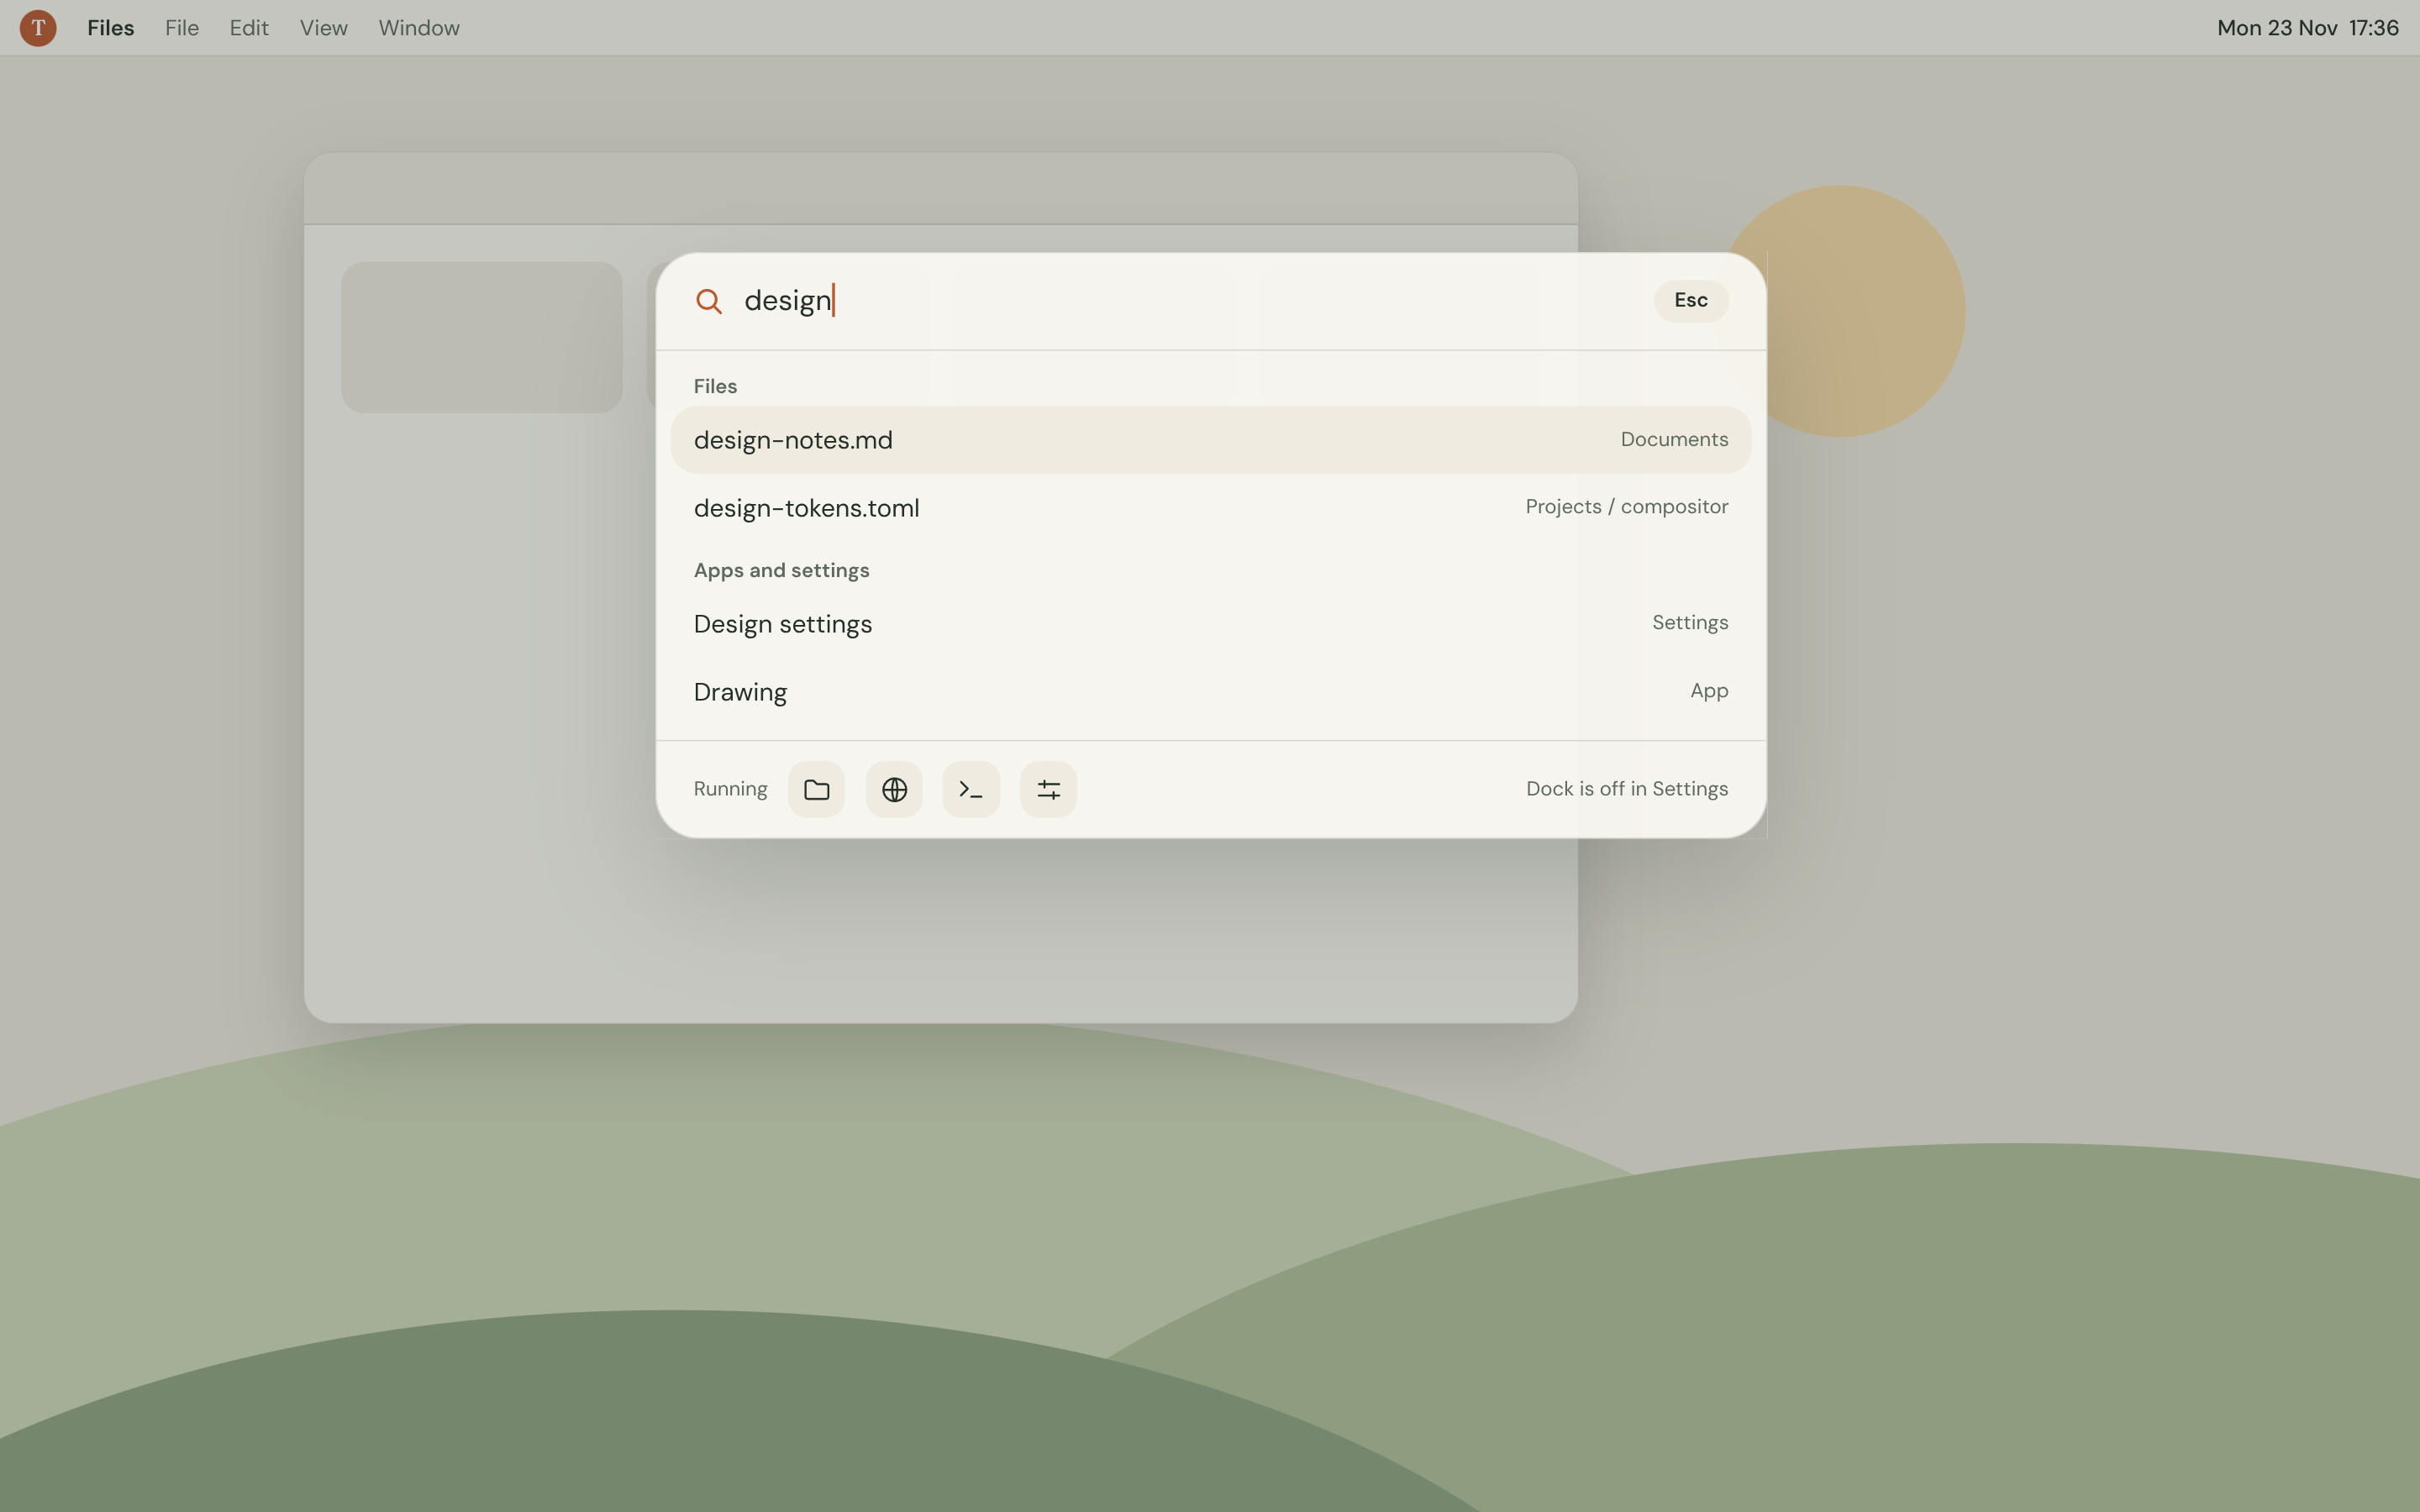 T Files File Edit View Window Mon 23 Nov 17:36
design Esc
Files
design-notes.md Documents
design-tokens.toml Projects / compositor
Apps and settings
Design settings Settings
Drawing App
Running Dock is off in Settings